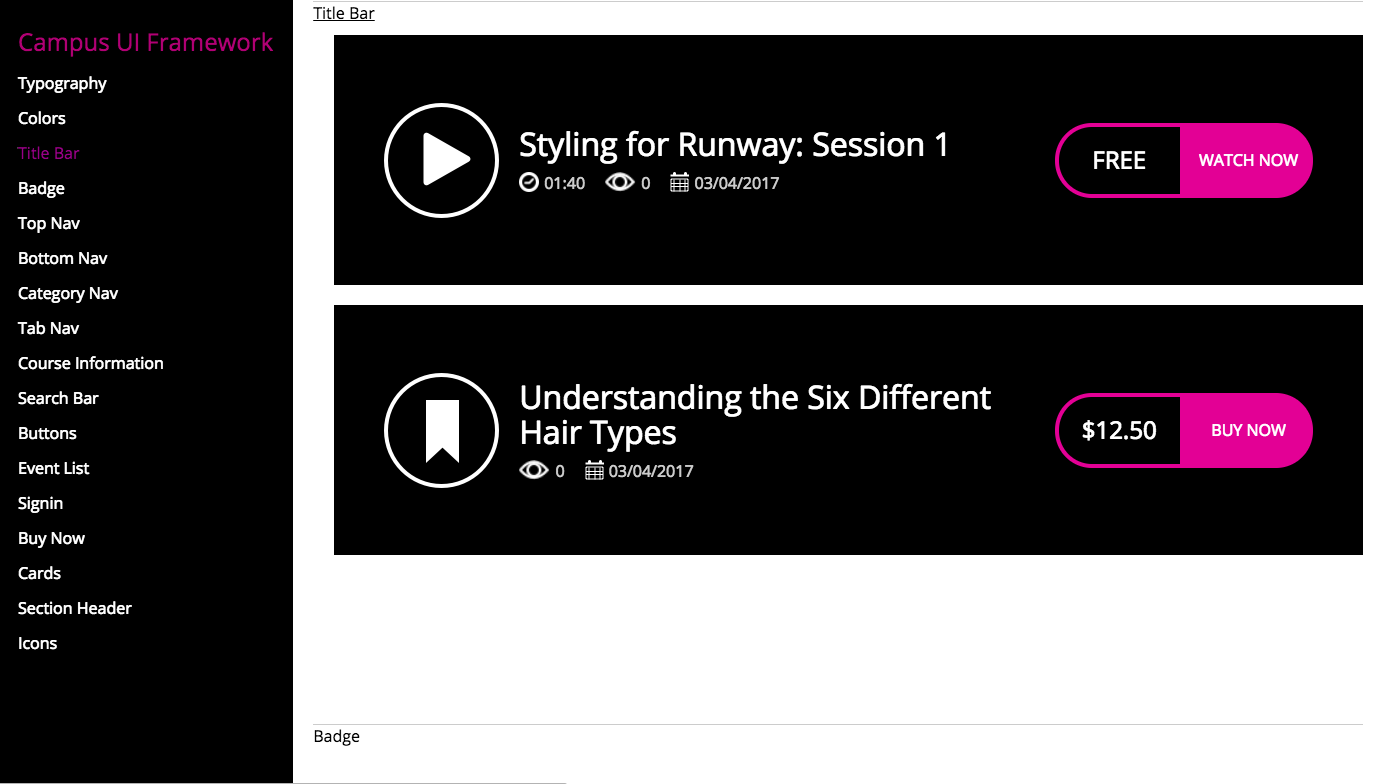 Campus UI Framework
Typography
Colors
Title Bar
Badge
Top Nav
Bottom Nav
Category Nav
Tab Nav
Course Information
Search Bar
Buttons
Event List
Signin
Buy Now
Cards
Section Header
Icons
Title Bar
Styling for Runway: Session 1
01:40 0 03/04/2017
FREE WATCH NOW
Understanding the Six Different
Hair Types
0 03/04/2017
$12.50 BUY NOW
Badge